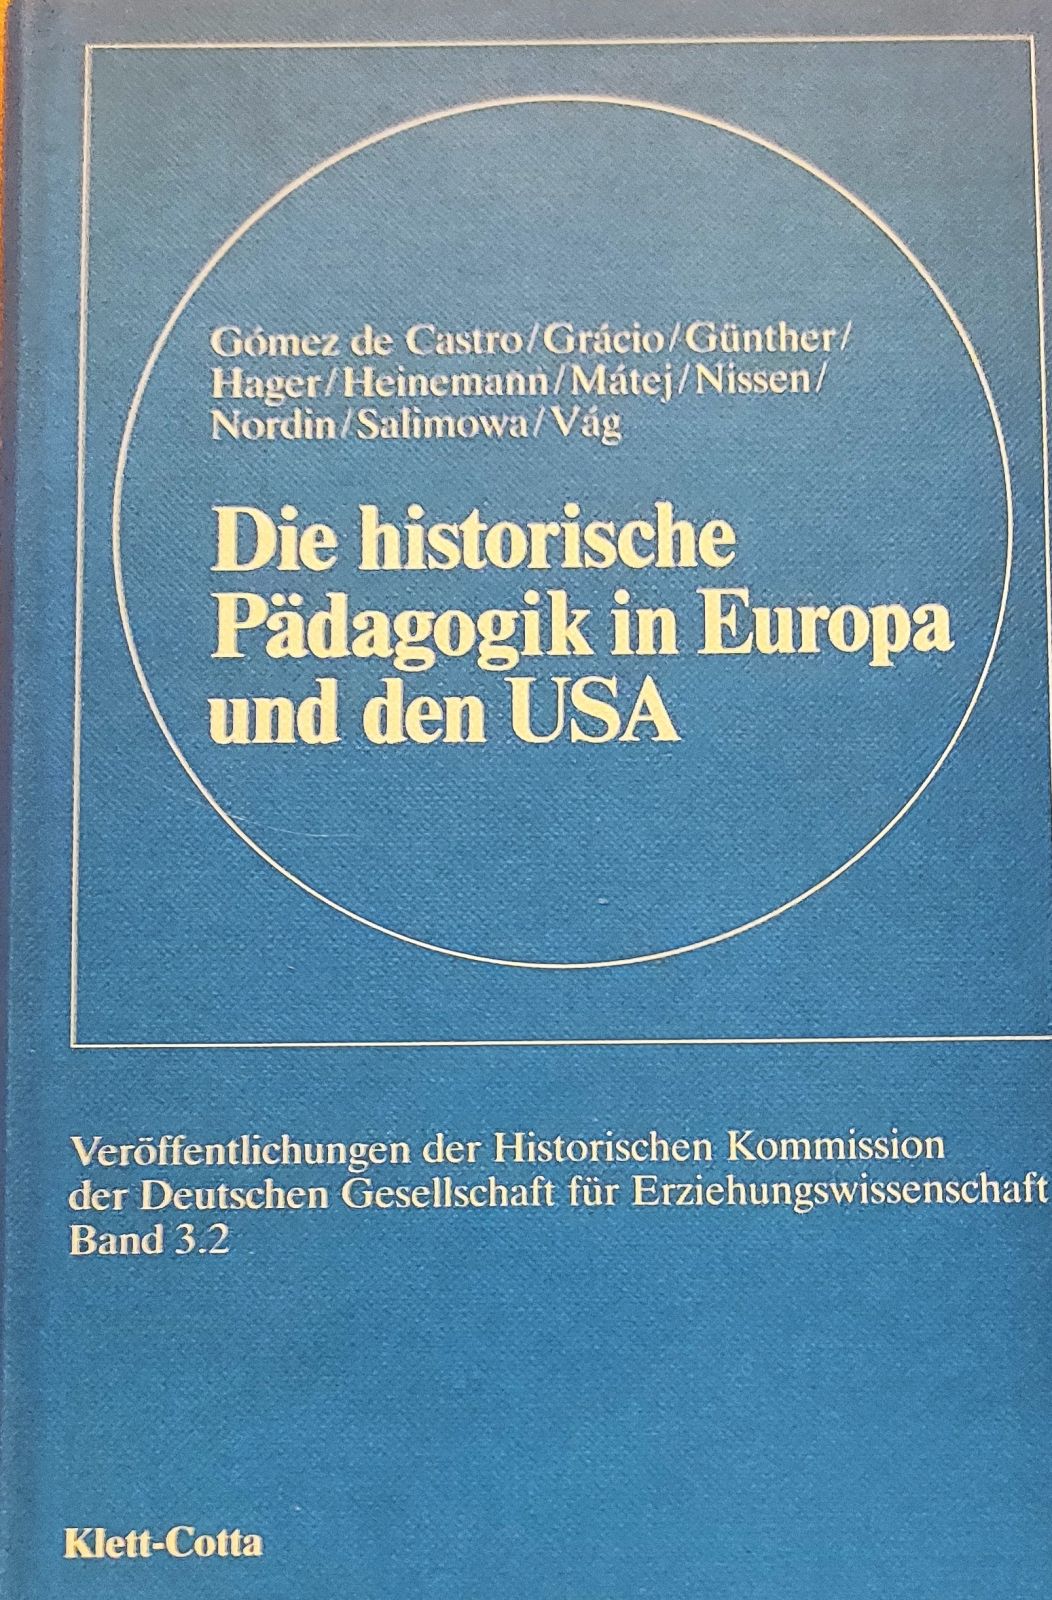 Gómez de Castro/Grácio/Günther/
Hager/Heinemann/Mátej/Nissen/
Nordin/Salimowa/Vág
Die historische
Pädagogik in Europa
und den USA
Veröffentlichungen der Historischen Kommission
der Deutschen Gesellschaft für Erziehungswissenschaft
Band 3.2
Klett-Cotta